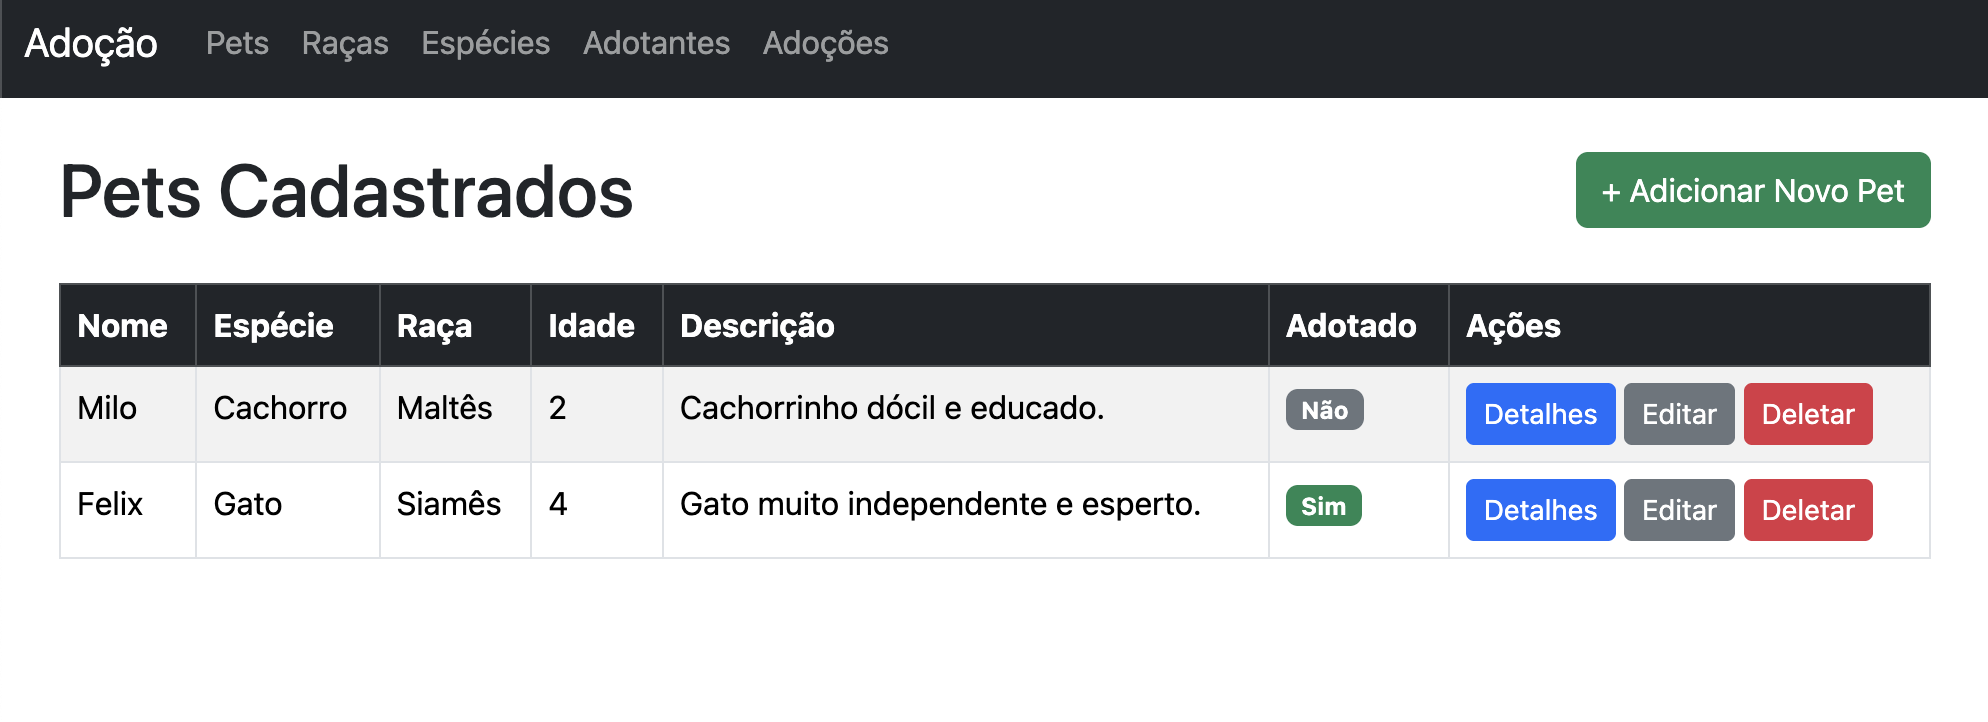 Adoção Pets Raças Espécies Adotantes Adoções
Pets Cadastrados + Adicionar Novo Pet
Nome Espécie Raça Idade Descrição Adotado Ações
Milo Cachorro Maltês 2 Cachorrinho dócil e educado. Não Detalhes Editar Deletar
Felix Gato Siamês 4 Gato muito independente e esperto. Sim Detalhes Editar Deletar